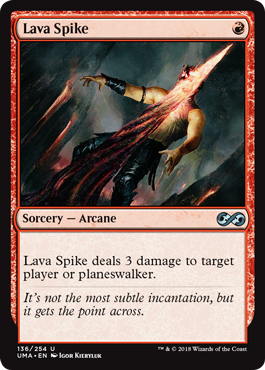 Lava Spike
Sorcery — Arcane
Lava Spike deals 3 damage to target
player or planeswalker.
It's not the most subtle incantation, but
it gets the point across.
136/254 U
UMA • EN Igor Kieryluk
™ & © 2018 Wizards of the Coast